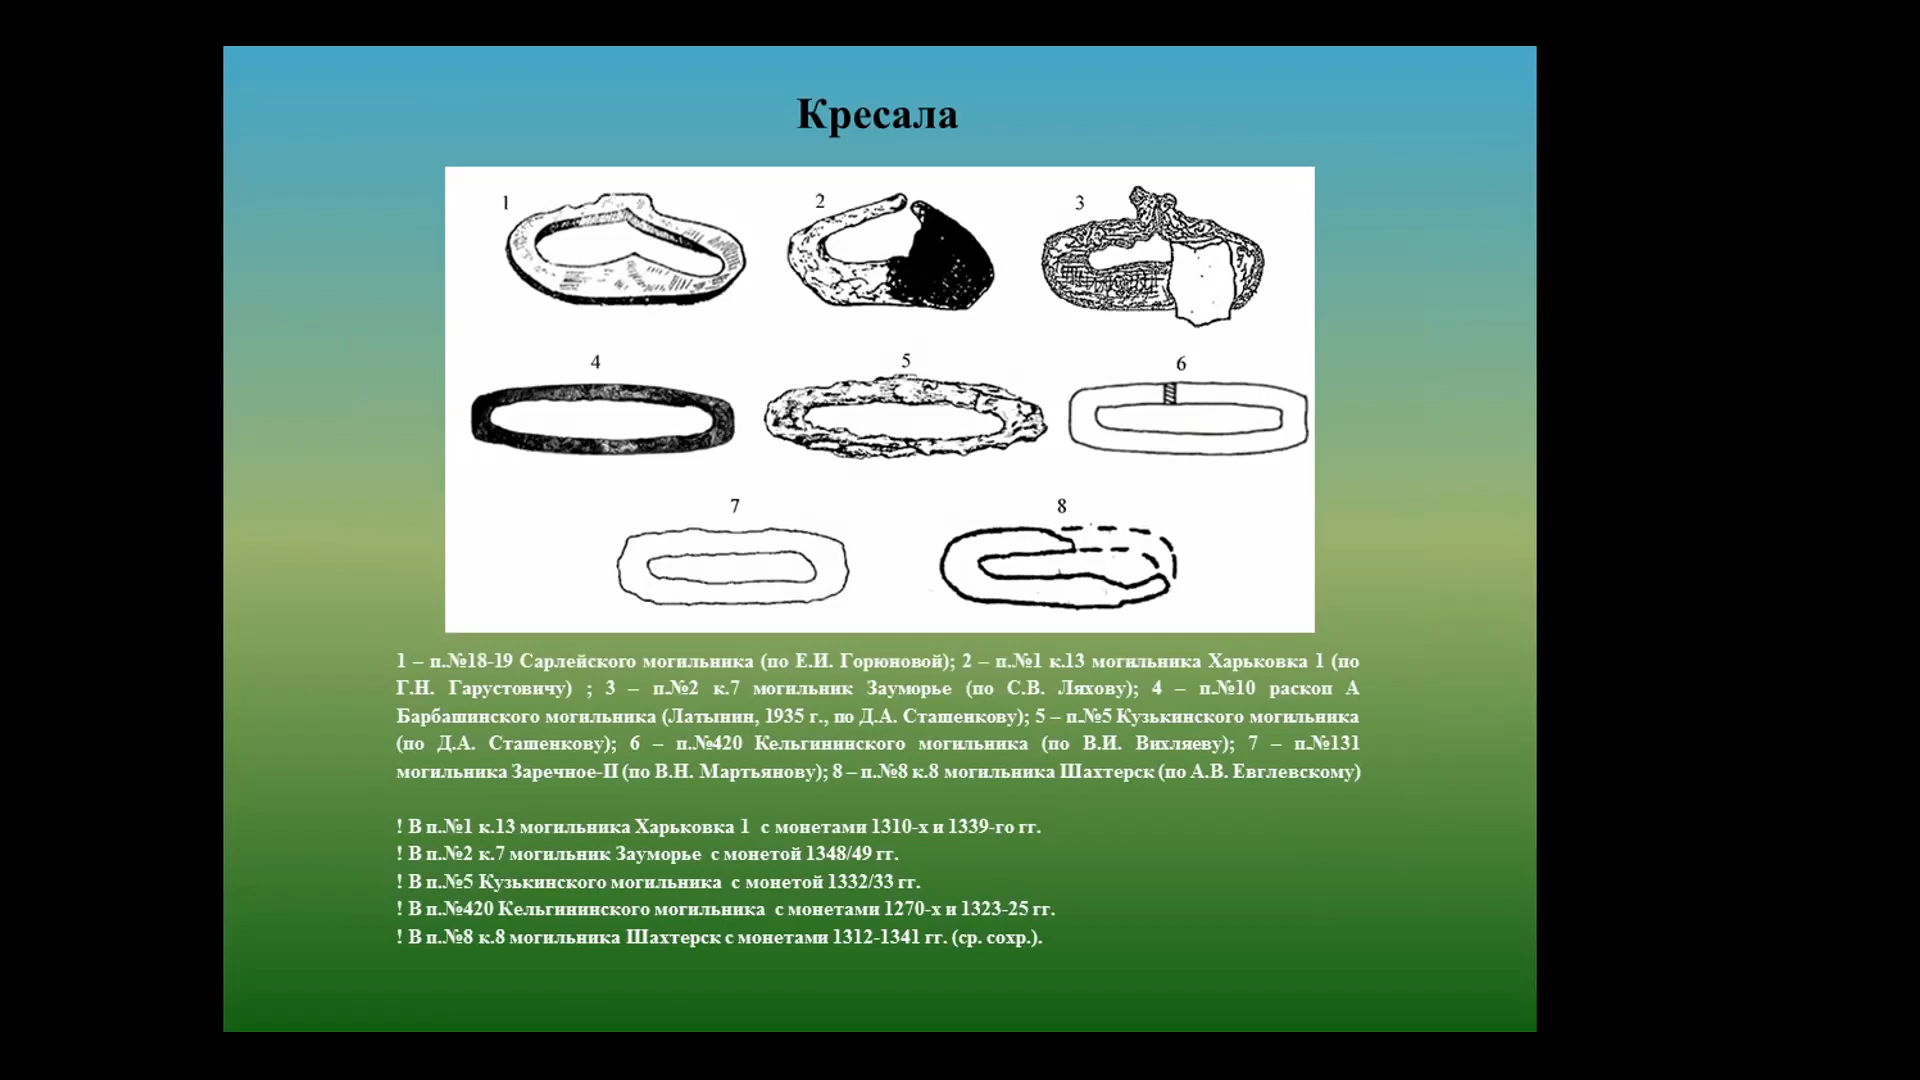 Кресала
1 2 3
4 5 6
7 8
1 – п.№18-19 Сарлейского могильника (по Е.И. Горюновой); 2 – п.№1 к.13 могильника Харьковка 1 (по
Г.Н. Гарустовичу) ; 3 – п.№2 к.7 могильник Зауморье (по С.В. Ляхову); 4 – п.№10 раскоп А
Барбашинского могильника (Латынин, 1935 г., по Д.А. Сташенкову); 5 – п.№5 Кузькинского могильника
(по Д.А. Сташенкову); 6 – п.№420 Кельгининского могильника (по В.И. Вихляеву); 7 – п.№131
могильника Заречное-II (по В.Н. Мартьянову); 8 – п.№8 к.8 могильника Шахтерск (по А.В. Евглевскому)
! В п.№1 к.13 могильника Харьковка 1 с монетами 1310-х и 1339-го гг.
! В п.№2 к.7 могильник Зауморье с монетой 1348/49 гг.
! В п.№5 Кузькинского могильника с монетой 1332/33 гг.
! В п.№420 Кельгининского могильника с монетами 1270-х и 1323-25 гг.
! В п.№8 к.8 могильника Шахтерск с монетами 1312-1341 гг. (ср. сохр.).